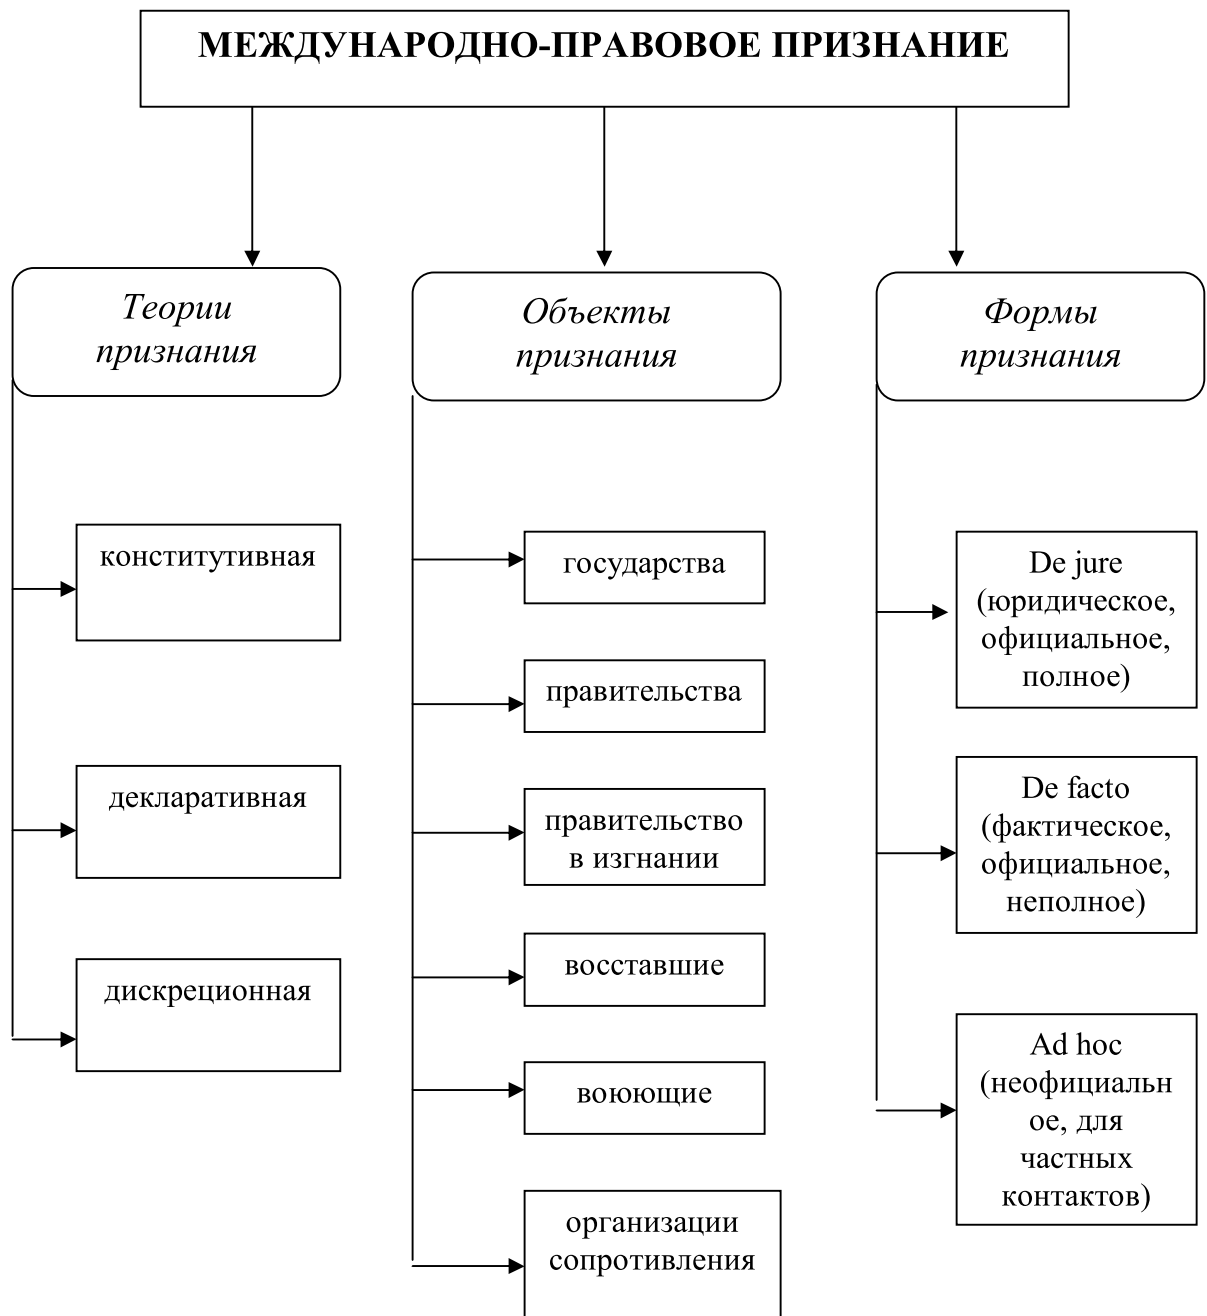 МЕЖДУНАРОДНО-ПРАВОВОЕ ПРИЗНАНИЕ
Теории
признания
конститутивная
декларативная
дискреционная
Объекты
признания
государства
правительства
правительство
в изгнании
восставшие
воюющие
организации
сопротивления
Формы
признания
De jure
(юридическое,
официальное,
полное)
De facto
(фактическое,
официальное,
неполное)
Ad hoc
(неофициальн
ое, для
частных
контактов)